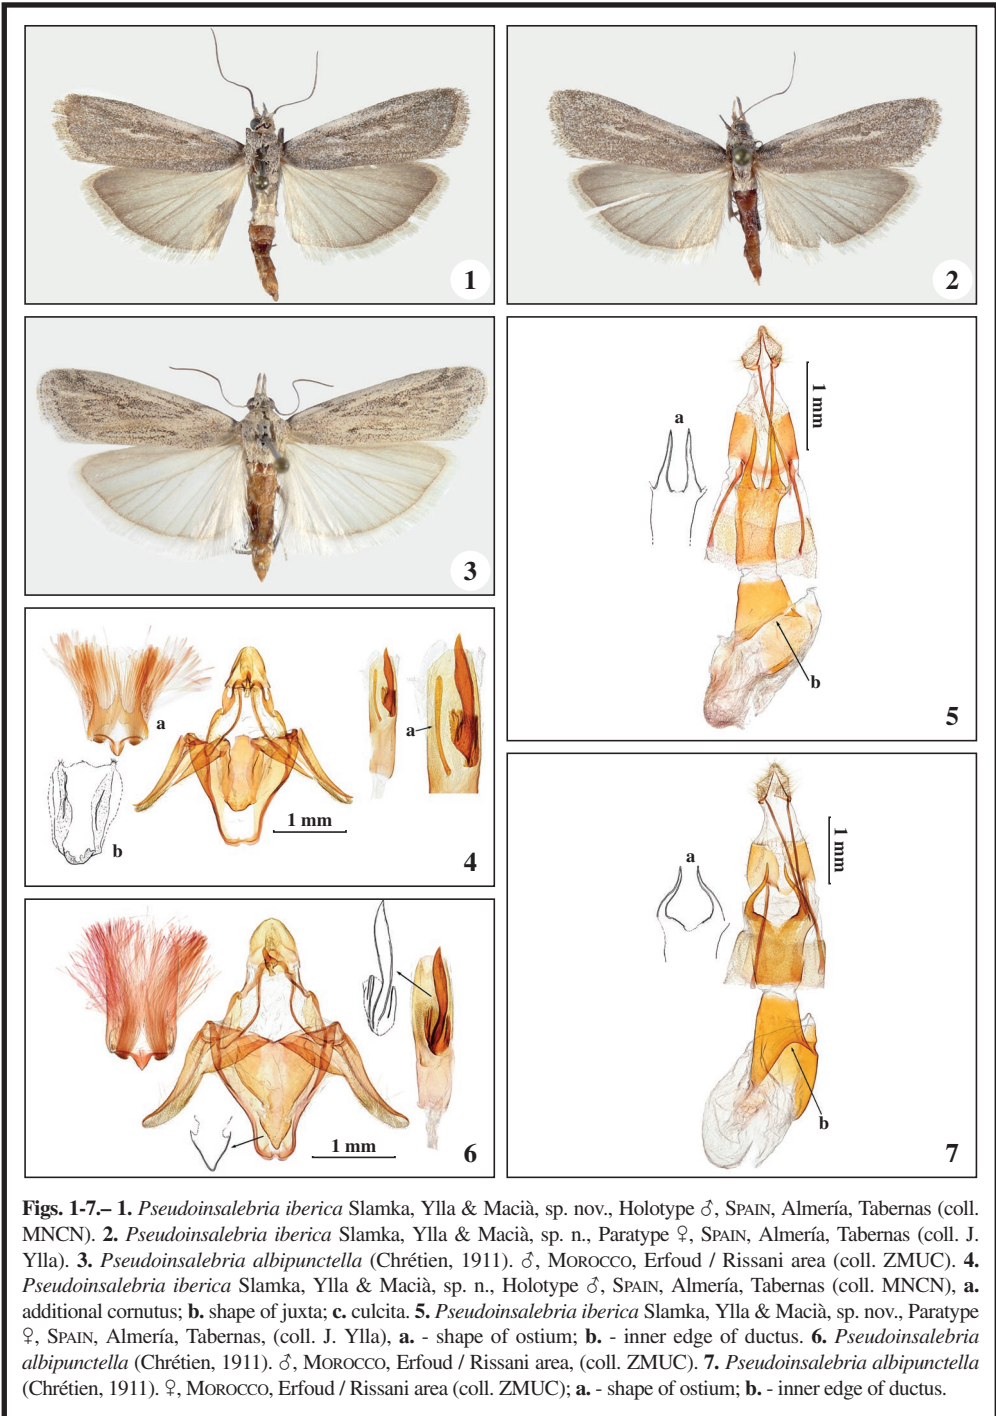 1
2
3
a
1 mm
b
5
a
a
b
1 mm
4
a
1 mm
b
7
1 mm
6
Figs. 1-7.– 1. Pseudoinsalebria iberica Slamka, Ylla & Macià, sp. nov., Holotype ♂, SPAIN, Almería, Tabernas (coll.
MNCN). 2. Pseudoinsalebria iberica Slamka, Ylla & Macià, sp. n., Paratype ♀, SPAIN, Almería, Tabernas (coll. J.
Ylla). 3. Pseudoinsalebria albipunctella (Chrétien, 1911). ♂, MOROCCO, Erfoud / Rissani area (coll. ZMUC). 4.
Pseudoinsalebria iberica Slamka, Ylla & Macià, sp. n., Holotype ♂, SPAIN, Almería, Tabernas (coll. MNCN), a.
additional cornutus; b. shape of juxta; c. culcita. 5. Pseudoinsalebria iberica Slamka, Ylla & Macià, sp. nov., Paratype
♀, SPAIN, Almería, Tabernas, (coll. J. Ylla), a. - shape of ostium; b. - inner edge of ductus. 6. Pseudoinsalebria
albipunctella (Chrétien, 1911). ♂, MOROCCO, Erfoud / Rissani area, (coll. ZMUC). 7. Pseudoinsalebria albipunctella
(Chrétien, 1911). ♀, MOROCCO, Erfoud / Rissani area (coll. ZMUC); a. - shape of ostium; b. - inner edge of ductus.